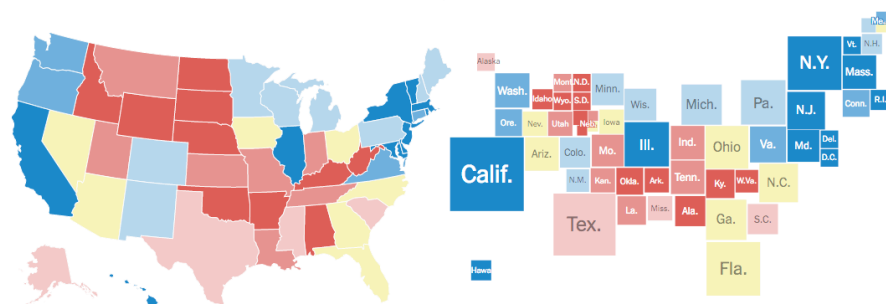 Me.
N.H.
Alaska
Vt.
N.Y.
Mass.
Wash.
Mont.
N.D.
Minn.
Mich.
Pa.
Idaho
Wyo.
S.D.
Wis.
N.J.
Conn.
R.I.
Ore.
Nev.
Utah
Iowa
Ill.
Ind.
Ohio
Va.
Md.
Del.
D.C.
Calif.
Ariz.
Colo.
Mo.
N.M.
Kan.
Okla.
Ark.
Tenn.
Ky.
W.Va.
N.C.
Tex.
La.
Miss.
Ala.
Ga.
S.C.
Fla.
Hawa